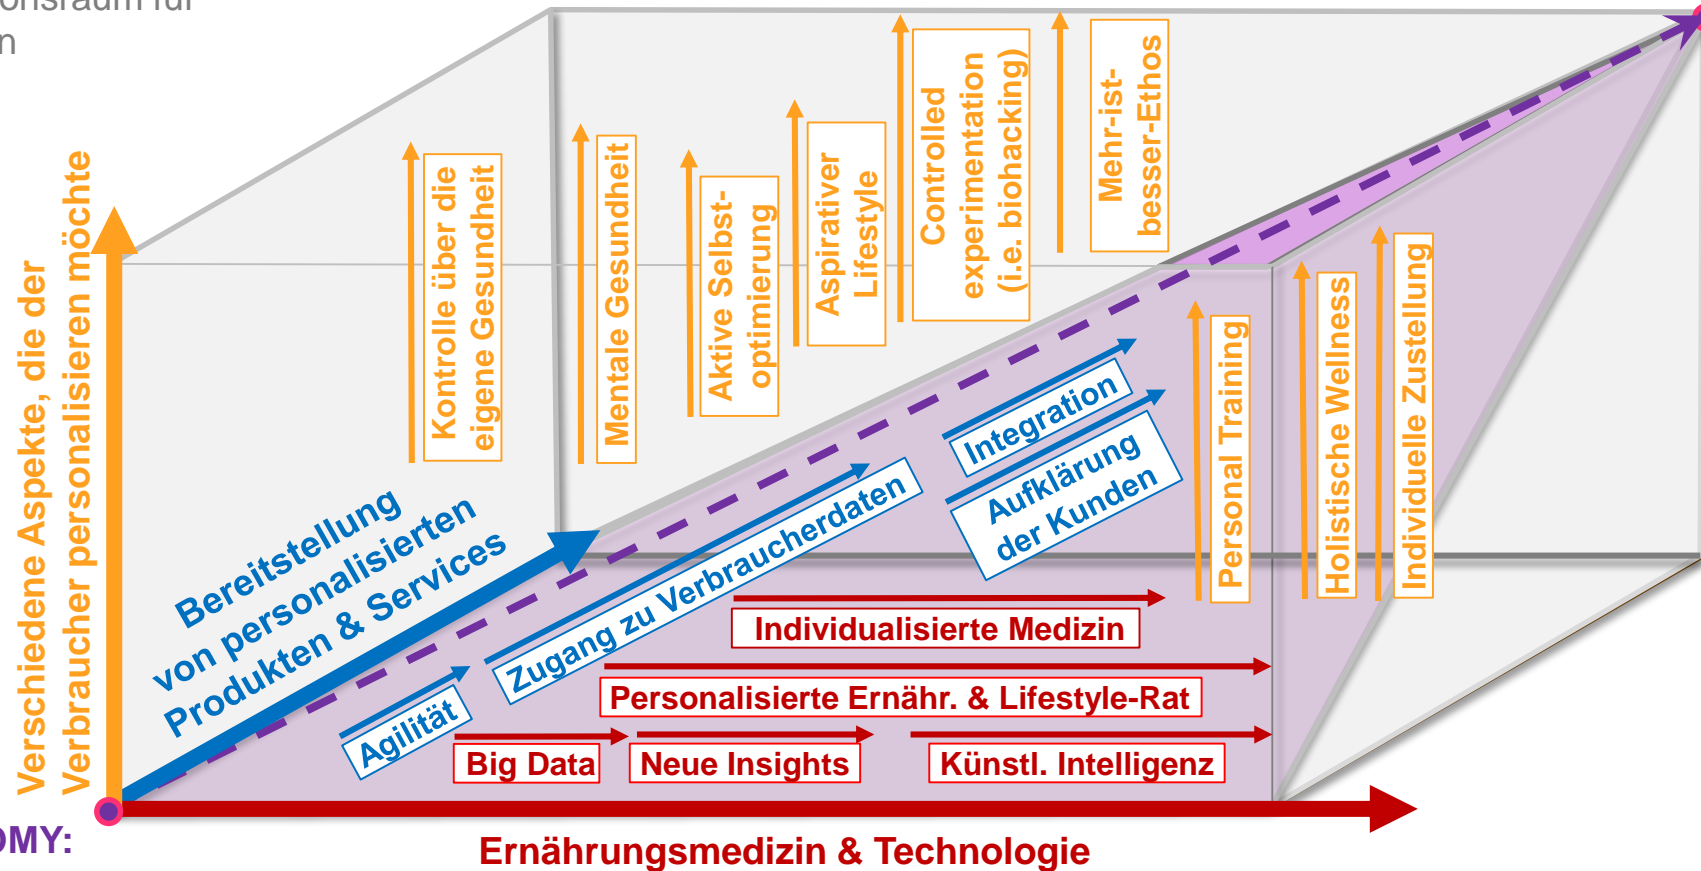 onsraum für
n
Verschiedene Aspekte, die der
Verbraucher personalisieren möchte
Kontrolle über die
eigene Gesundheit
Mentale Gesundheit
Aktive Selbst-
optimierung
Aspirativer
Lifestyle
Controlled
experimentation
(i.e. biohacking)
Mehr-ist-
besser-Ethos
Personal Training
Holistische Wellness
Individuelle Zustellung
Bereitstellung
von personalisierten
Produkten & Services
Agilität
Zugang zu Verbraucherdaten
Integration
Aufklärung
der Kunden
Individualisierte Medizin
Personalisierte Ernähr. & Lifestyle-Rat
Big Data
Neue Insights
Künstl. Intelligenz
OMY:
Ernährungsmedizin & Technologie